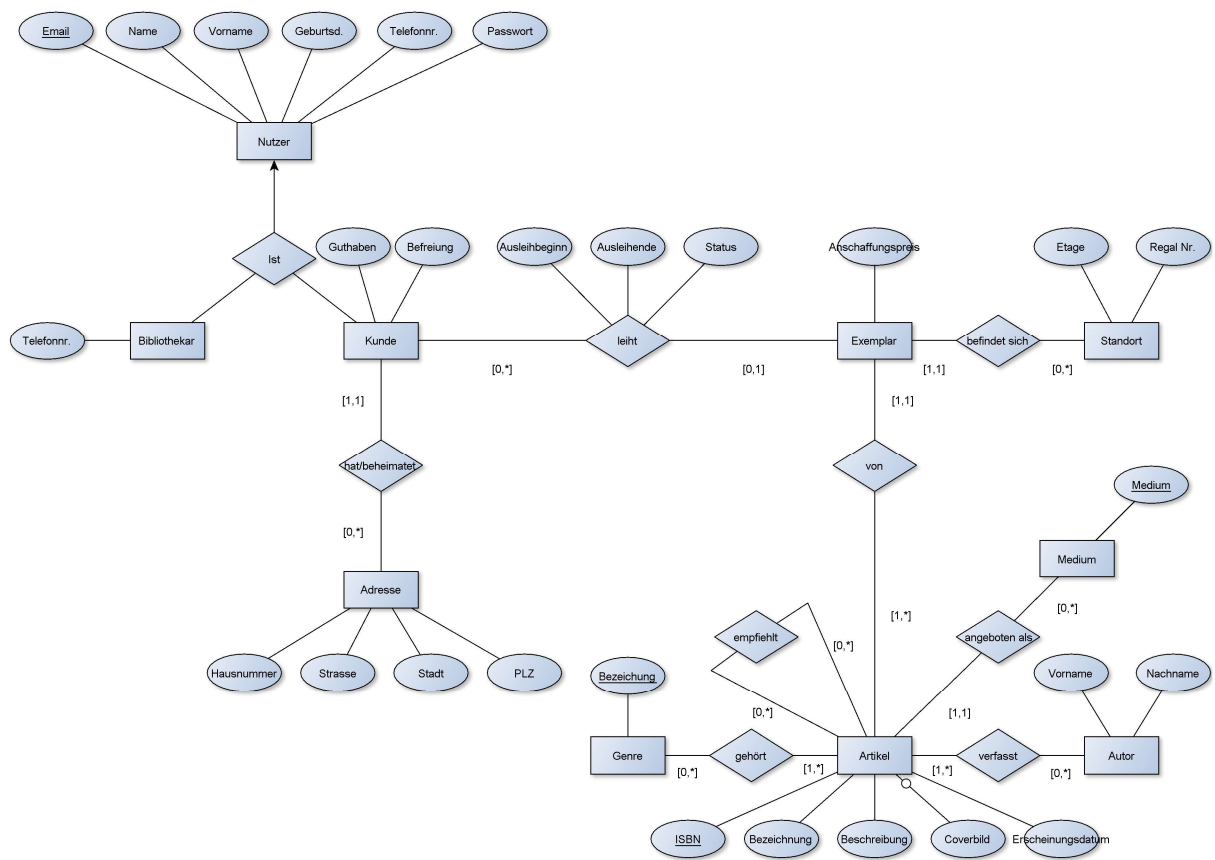 Email
Name
Vorname
Geburtsd.
Telefonnr.
Passwort
Nutzer
Ist
Guthaben
Befreiung
Ausleihbeginn
Ausleihende
Status
Anschaffungspreis
Etage
Regal Nr.
Telefonnr.
Bibliothekar
Kunde
leiht
Exemplar
befindet sich
Standort
[0,*]
[0,1]
[1,1]
[0,*]
[1,1]
[1,1]
hat/beheimatet
von
Medium
[0,*]
Medium
Adresse
[0,*]
[1,*]
empfiehlt
[0,*]
angeboten als
Hausnummer
Strasse
Stadt
PLZ
Bezeichung
Vorname
Nachname
[0,*]
[1,1]
Genre
gehört
Artikel
verfasst
Autor
[0,*]
[1,*]
[1,*]
[0,*]
ISBN
Bezeichnung
Beschreibung
Coverbild
Erscheinungsdatum